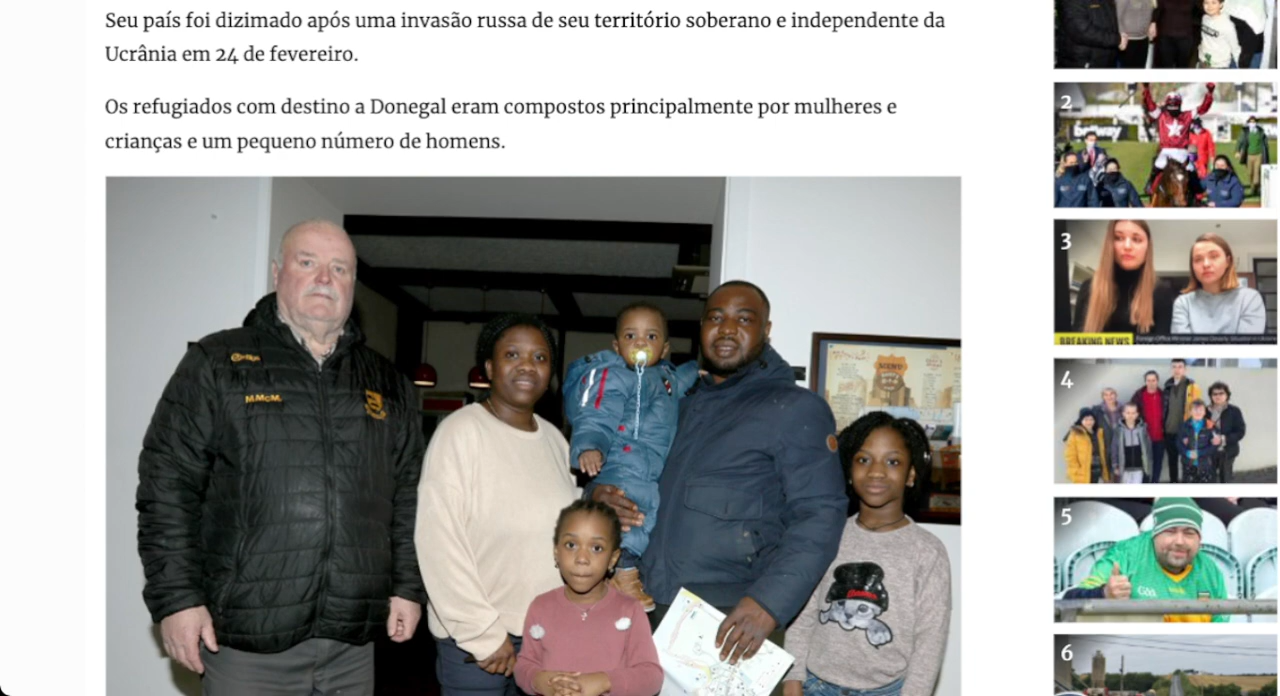 Seu país foi dizimado após uma invasão russa de seu território soberano e independente da
Ucrânia em 24 de fevereiro.
Os refugiados com destino a Donegal eram compostos principalmente por mulheres e
crianças e um pequeno número de homens.
M.McM.
2
betway
3
BREAKING NEWS
4
5
GAA
6